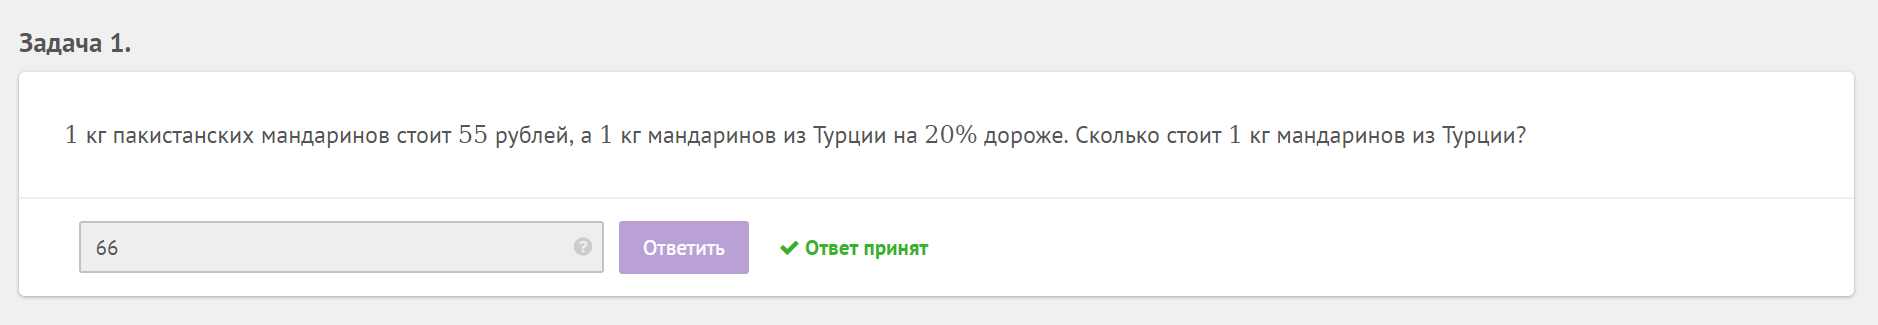 Задача 1.
1 кг пакистанских мандаринов стоит 55 рублей, а 1 кг мандаринов из Турции на 20% дороже. Сколько стоит 1 кг мандаринов из Турции?
66 ? Ответить Ответ принят